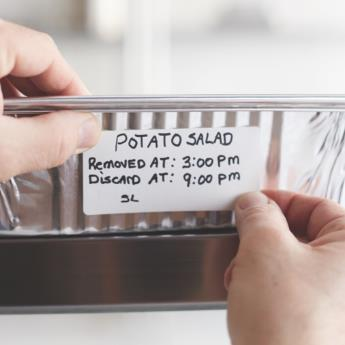 POTATO SALAD
REMOVED AT: 3:00 PM
DISCARD AT: 9:00 PM
SL